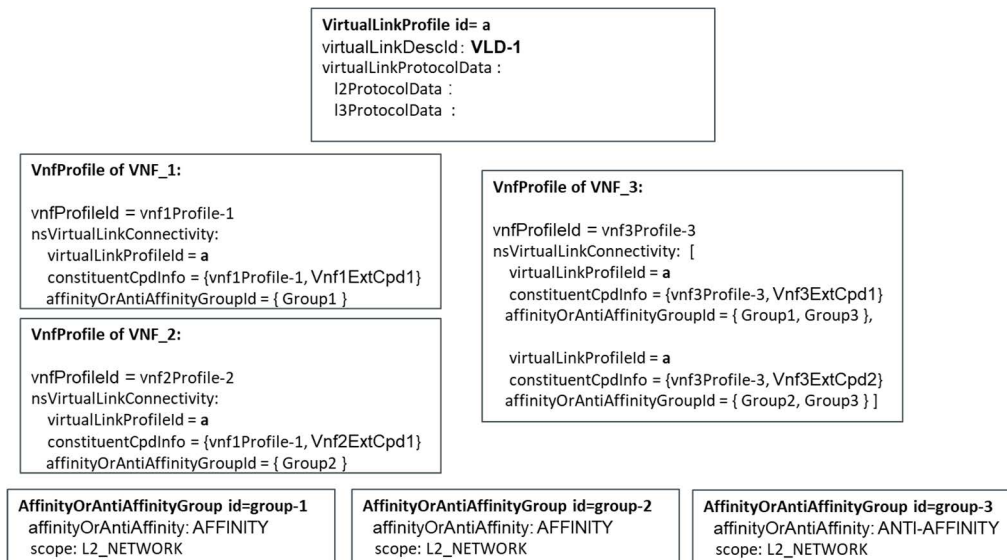 VirtualLinkProfile id= a
virtualLinkDescId: VLD-1
virtualLinkProtocolData :
l2ProtocolData :
l3ProtocolData :
VnfProfile of VNF_1:
vnfProfileId = vnf1Profile-1
nsVirtualLinkConnectivity:
virtualLinkProfileId = a
constituentCpdInfo = {vnf1Profile-1, Vnf1ExtCpd1}
affinityOrAntiAffinityGroupId = { Group1 }
VnfProfile of VNF_2:
vnfProfileId = vnf2Profile-2
nsVirtualLinkConnectivity:
virtualLinkProfileId = a
constituentCpdInfo = {vnf1Profile-1, Vnf2ExtCpd1}
affinityOrAntiAffinityGroupId = { Group2 }
VnfProfile of VNF_3:
vnfProfileId = vnf3Profile-3
nsVirtualLinkConnectivity: [
virtualLinkProfileId = a
constituentCpdInfo = {vnf3Profile-3, Vnf3ExtCpd1}
affinityOrAntiAffinityGroupId = { Group1, Group3 },
virtualLinkProfileId = a
constituentCpdInfo = {vnf3Profile-3, Vnf3ExtCpd2}
affinityOrAntiAffinityGroupId = { Group2, Group3 } ]
AffinityOrAntiAffinityGroup id=group-1
affinityOrAntiAffinity: AFFINITY
scope: L2_NETWORK
AffinityOrAntiAffinityGroup id=group-2
affinityOrAntiAffinity: AFFINITY
scope: L2_NETWORK
AffinityOrAntiAffinityGroup id=group-3
affinityOrAntiAffinity: ANTI-AFFINITY
scope: L2_NETWORK